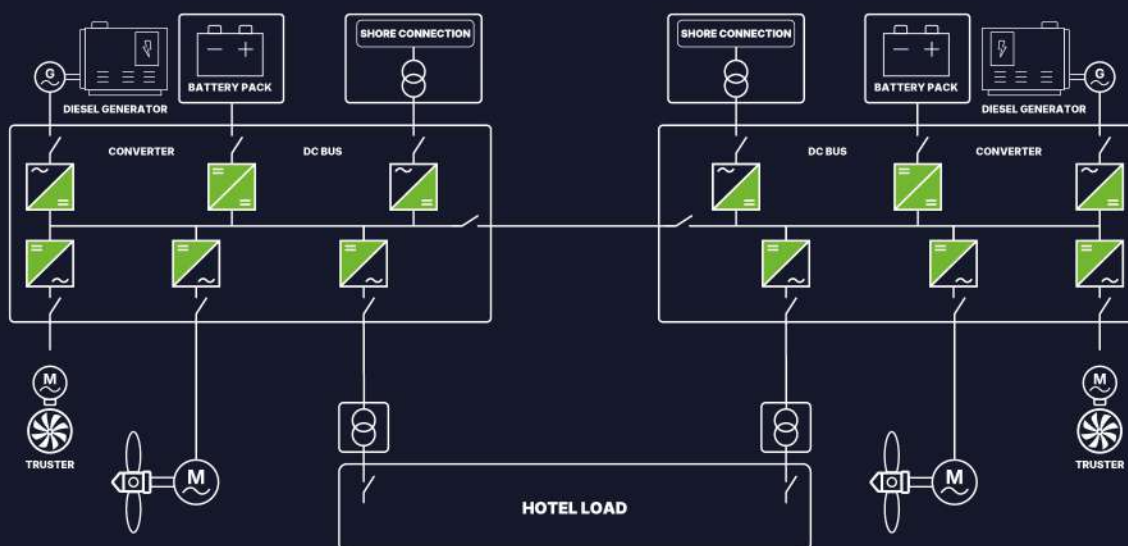 SHORE CONNECTION
SHORE CONNECTION
G
BATTERY PACK
BATTERY PACK
G
DIESEL GENERATOR
DIESEL GENERATOR
CONVERTER
DC BUS
DC BUS
CONVERTER
M
M
TRUSTER
TRUSTER
M
M
HOTEL LOAD